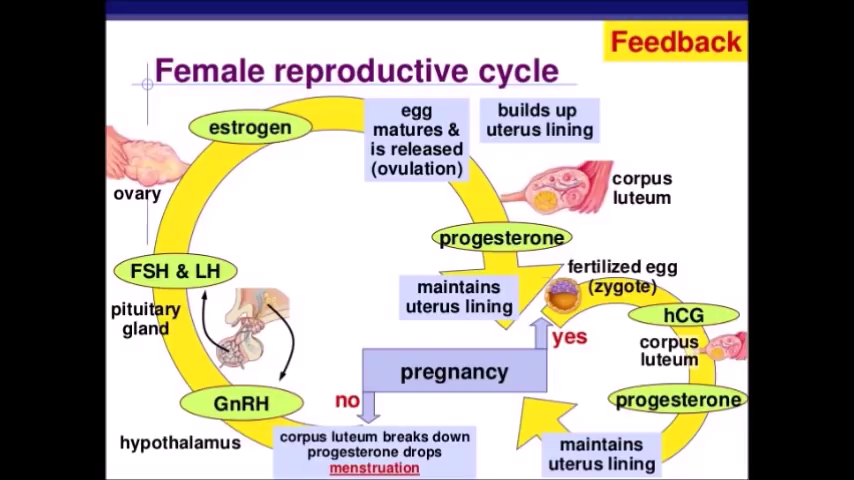 Feedback
Female reproductive cycle
egg
matures &
is released
(ovulation)
builds up
uterus lining
estrogen
ovary
corpus
luteum
progesterone
FSH & LH
maintains
uterus lining
fertilized egg
(zygote)
pituitary
gland
hCG
corpus
luteum
yes
pregnancy
no
GnRH
progesterone
hypothalamus
corpus luteum breaks down
progesterone drops
menstruation
maintains
uterus lining